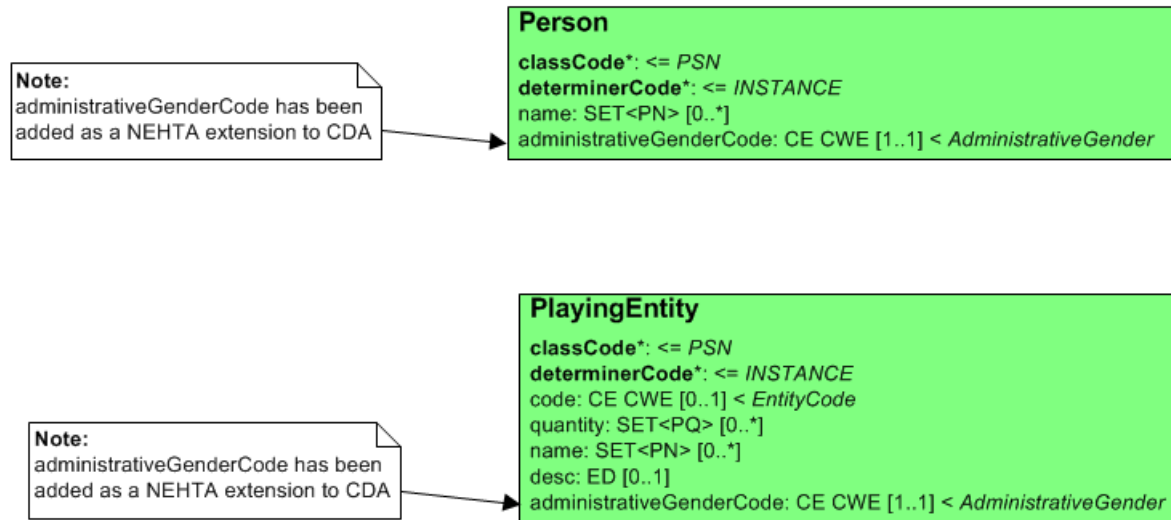 Person
classCode*: <= PSN
determinerCode*: <= INSTANCE
name: SET<PN> [0..*]
administrativeGenderCode: CE CWE [1..1] < AdministrativeGender
Note:
administrativeGenderCode has been
added as a NEHTA extension to CDA
PlayingEntity
classCode*: <= PSN
determinerCode*: <= INSTANCE
code: CE CWE [0..1] < EntityCode
quantity: SET<PQ> [0..*]
name: SET<PN> [0..*]
desc: ED [0..1]
administrativeGenderCode: CE CWE [1..1] < AdministrativeGender
Note:
administrativeGenderCode has been
added as a NEHTA extension to CDA